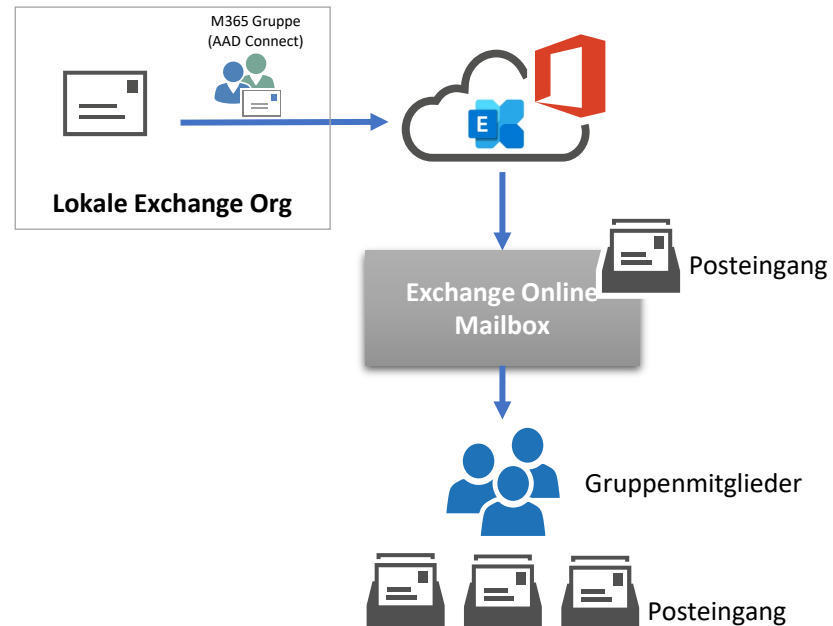 M365 Gruppe
(AAD Connect)
Lokale Exchange Org
E
Exchange Online
Mailbox
Posteingang
Gruppenmitglieder
Posteingang